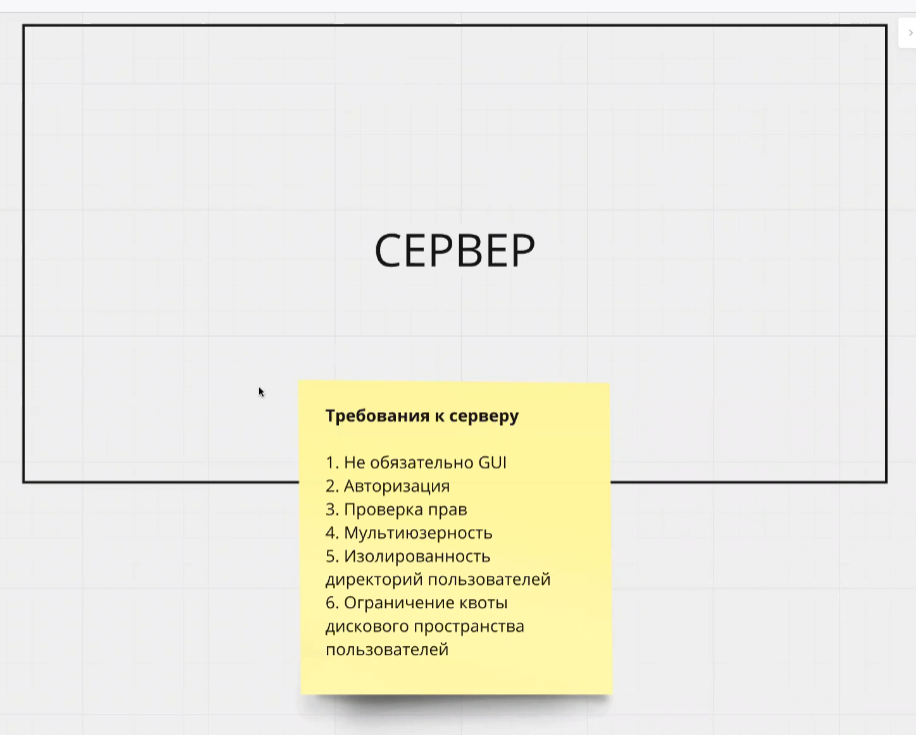 СЕРВЕР
Требования к серверу
1. Не обязательно GUI
2. Авторизация
3. Проверка прав
4. Мультиюзерность
5. Изолированность
директорий пользователей
6. Ограничение квоты
дискового пространства
пользователей